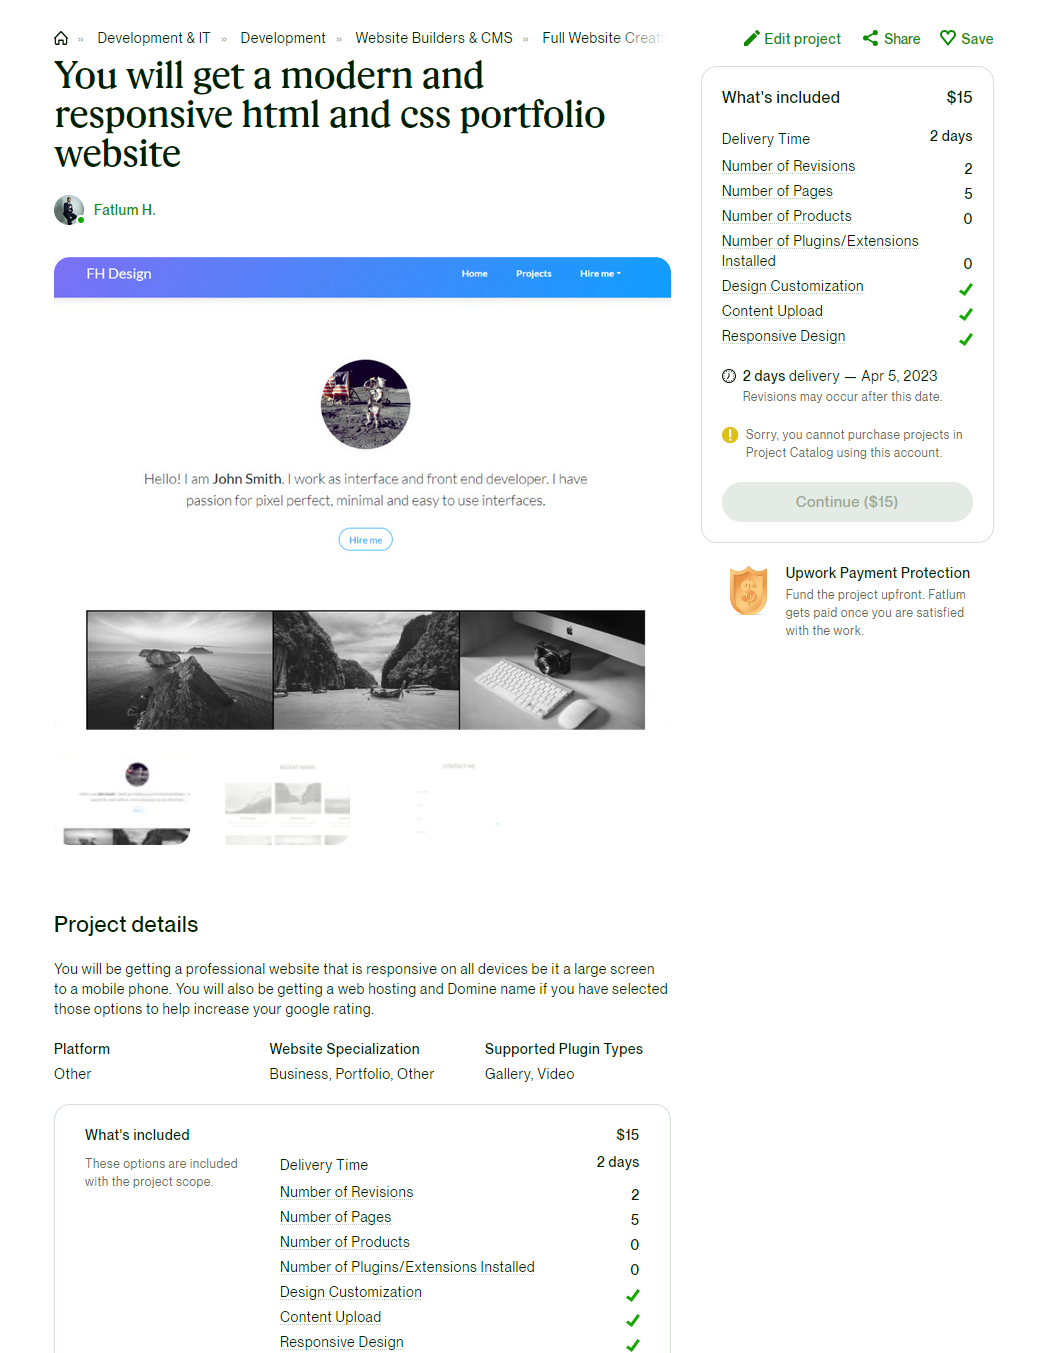 » Development & IT » Development » Website Builders & CMS » Full Website Creat
Edit project Share Save
You will get a modern and
responsive html and css portfolio
website
Fatlum H.
FH Design
Home Projects Hire me
Hello! I am John Smith. I work as interface and front end developer. I have
passion for pixel perfect, minimal and easy to use interfaces.
Hire me
RECENT WORK
CONTACT ME
What's included $15
Delivery Time 2 days
Number of Revisions 2
Number of Pages 5
Number of Products 0
Number of Plugins/Extensions
Installed 0
Design Customization
Content Upload
Responsive Design
2 days delivery — Apr 5, 2023
Revisions may occur after this date.
Sorry, you cannot purchase projects in
Project Catalog using this account.
Continue ($15)
Upwork Payment Protection
Fund the project upfront. Fatlum
gets paid once you are satisfied
with the work.
Project details
You will be getting a professional website that is responsive on all devices be it a large screen
to a mobile phone. You will also be getting a web hosting and Domine name if you have selected
those options to help increase your google rating.
Platform Website Specialization Supported Plugin Types
Other Business, Portfolio, Other Gallery, Video
What's included $15
These options are included
with the project scope.
Delivery Time 2 days
Number of Revisions 2
Number of Pages 5
Number of Products 0
Number of Plugins/Extensions Installed 0
Design Customization
Content Upload
Responsive Design